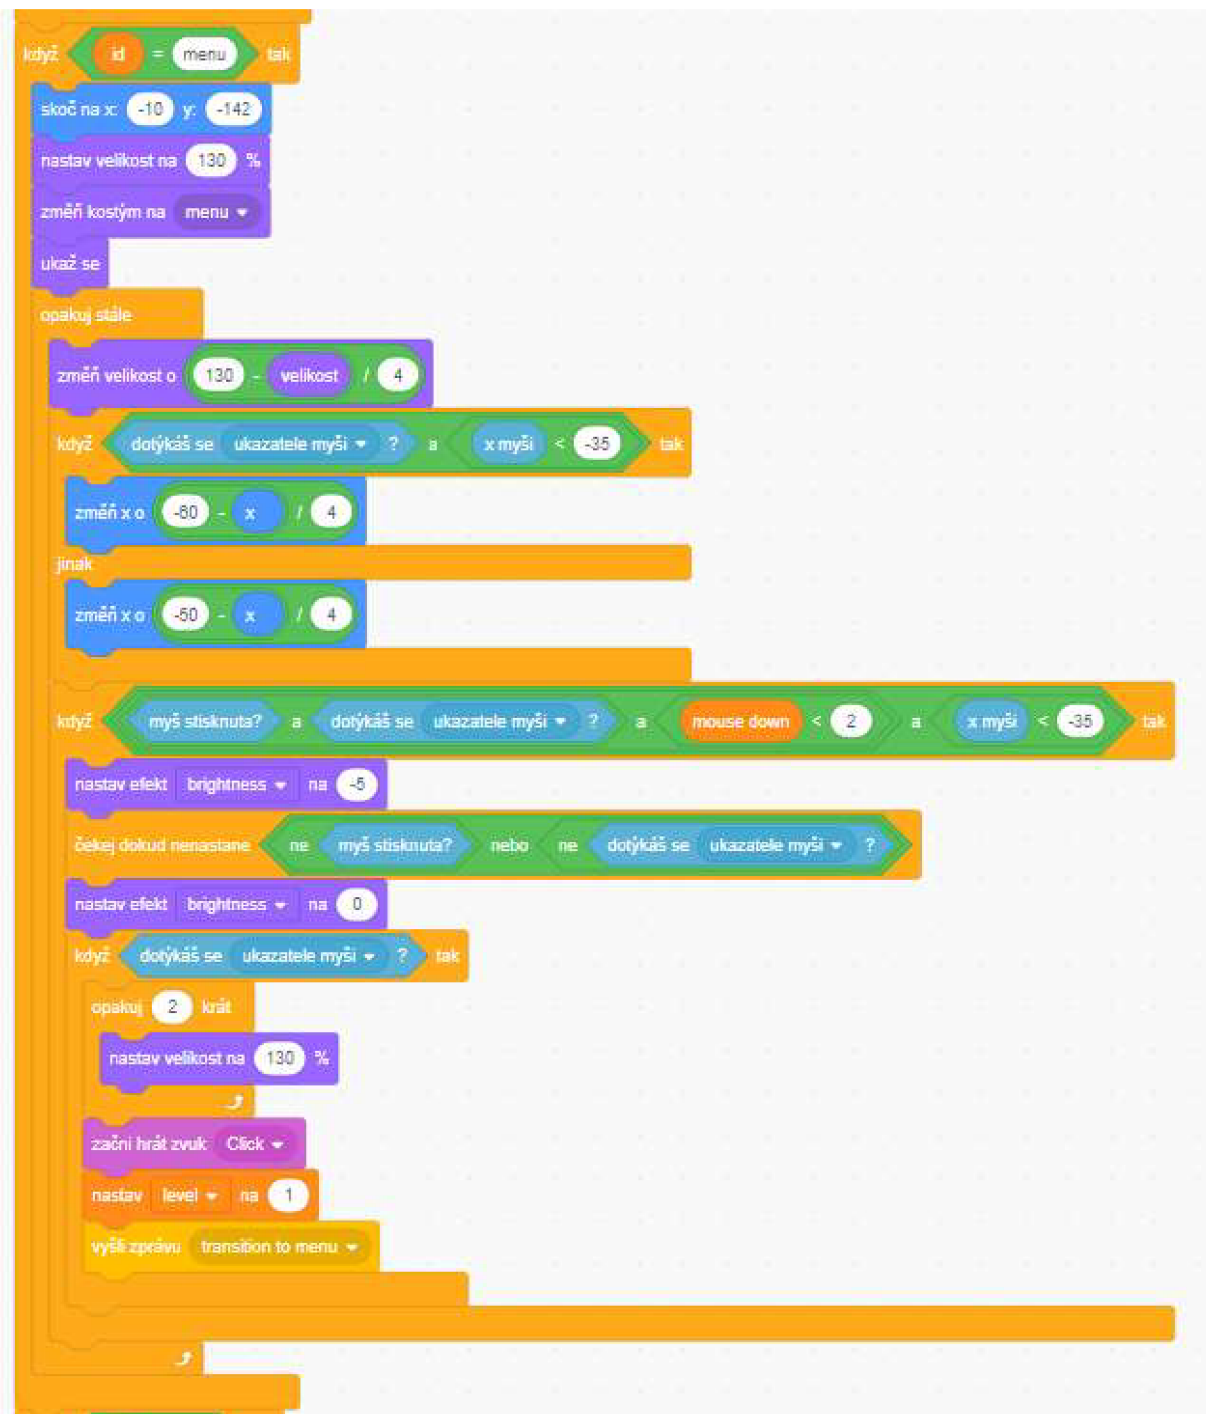 když id = menu tak
skoč na x: -10 y: -142
nastav velikost na 130 %
změň kostým na menu
ukaž se
opakuj stále
změň velikost o 130 - velikost / 4
když dotýkáš se ukazatele myši ? a x myši < -35 tak
změň x o -60 - x / 4
jinak
změň x o -50 - x / 4
když myš stisknuta? a dotýkáš se ukazatele myši ? a mouse down < 2 a x myši < -35 tak
nastav efekt brightness na -5
čekej dokud nenastane ne myš stisknuta? nebo ne dotýkáš se ukazatele myši ?
nastav efekt brightness na 0
když dotýkáš se ukazatele myši ? tak
opakuj 2 krát
nastav velikost na 130 %
začni hrát zvuk Click
nastav level na 1
vyšli zprávu transition to menu